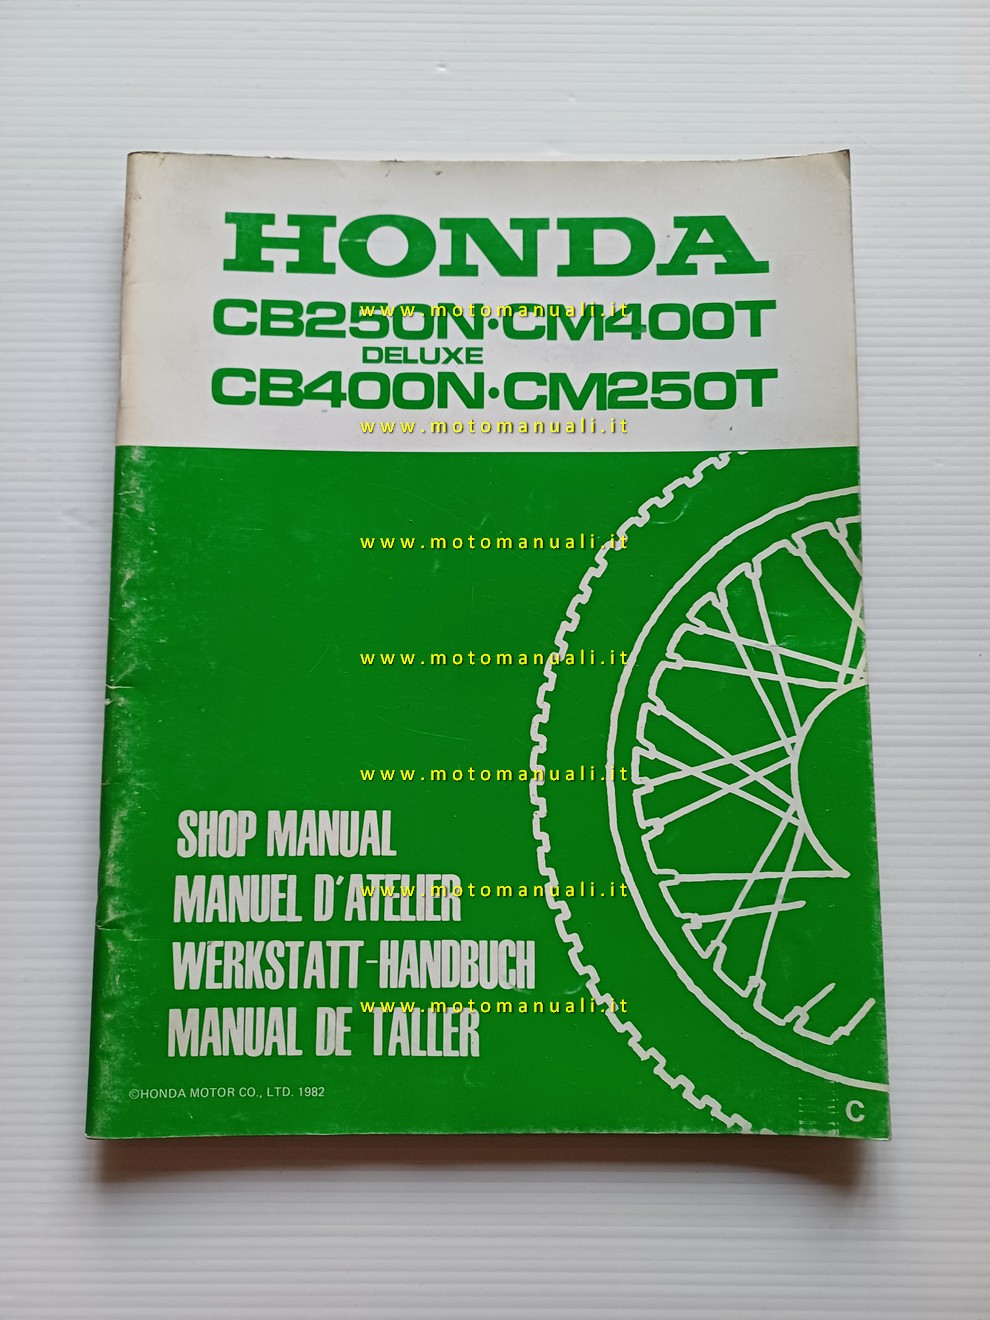 HONDA
CB250N·CM400T
www.motomanuali.it
DELUXE
CB400N·CM250T
www.motomanuali.it
www.motomanuali.it
www.motomanuali.it
www.motomanuali.it
SHOP MANUAL
MANUEL D'ATELIER
www.motomanuali.it
WERKSTATT-HANDBUCH
www.motomanuali.it
MANUAL DE TALLER
©HONDA MOTOR CO., LTD. 1982
C